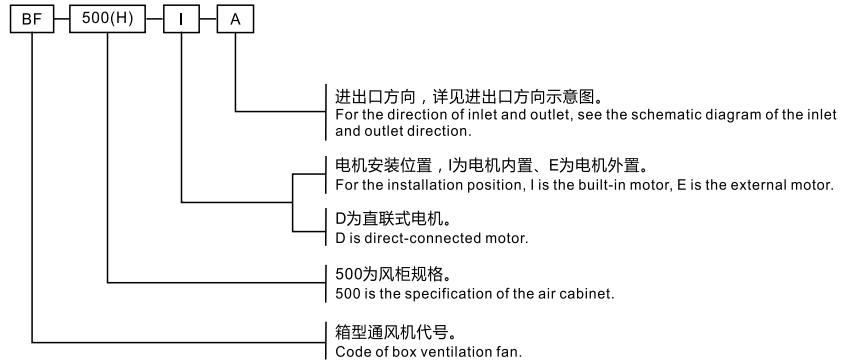 BF 500(H) I A
进出口方向，详见进出口方向示意图。
For the direction of inlet and outlet, see the schematic diagram of the inlet
and outlet direction.
电机安装位置，I为电机内置、E为电机外置。
For the installation position, I is the built-in motor, E is the external motor.
D为直联式电机。
D is direct-connected motor.
500为风柜规格。
500 is the specification of the air cabinet.
箱型通风机代号。
Code of box ventilation fan.